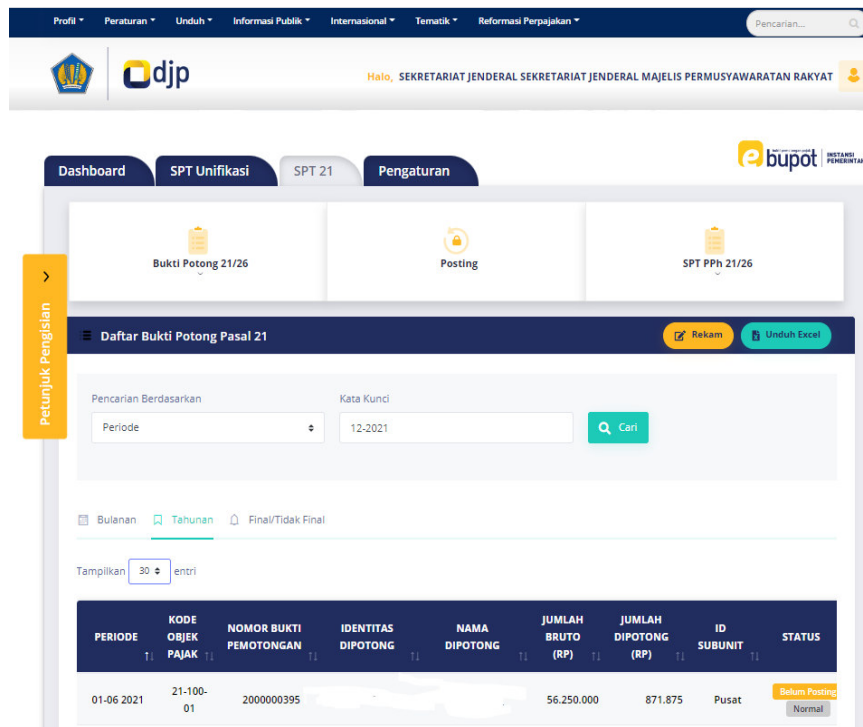 Profil Peraturan Unduh Informasi Publik Internasional Tematik Reformasi Perpajakan Pencarian...
djp
Halo, SEKRETARIAT JENDERAL SEKRETARIAT JENDERAL MAJELIS PERMUSYAWARATAN RAKYAT
Dashboard SPT Unifikasi SPT 21 Pengaturan
e bupot INSTANSI
PEMERINTAH
Bukti Potong 21/26 Posting SPT PPh 21/26
Petunjuk Pengisian
Daftar Bukti Potong Pasal 21 Rekam Unduh Excel
Pencarian Berdasarkan Kata Kunci
Periode 12-2021 Cari
Bulanan Tahunan Final/Tidak Final
Tampilkan 30 entri
PERIODE KODE OBJEK PAJAK NOMOR BUKTI PEMOTONGAN IDENTITAS DIPOTONG NAMA DIPOTONG JUMLAH BRUTO (RP) JUMLAH DIPOTONG (RP) ID SUBUNIT STATUS
01-06 2021 21-100-01 2000000395 56.250.000 871.875 Pusat Belum Posting
Normal